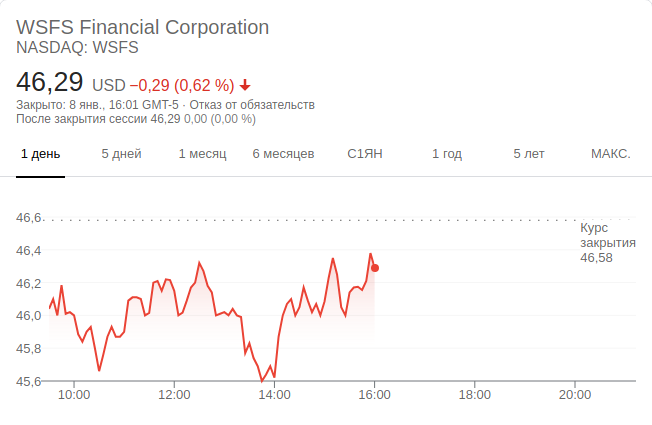 WSFS Financial Corporation
NASDAQ: WSFS
46,29 USD −0,29 (0,62 %)
Закрыто: 8 янв., 16:01 GMT-5 · Отказ от обязательств
После закрытия сессии 46,29 0,00 (0,00 %)
1 день 5 дней 1 месяц 6 месяцев С1ЯН 1 год 5 лет МАКС.
46,6
Курс
закрытия
46,58
46,4
46,2
46,0
45,8
45,6
10:00 12:00 14:00 16:00 18:00 20:00